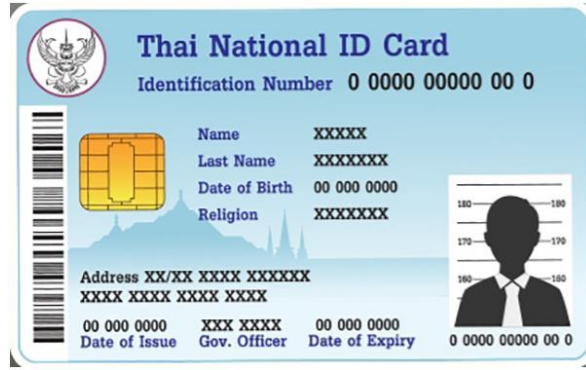 Thai National ID Card
Identification Number 0 0000 00000 00 0
Name XXXXX
Last Name XXXXXXX
Date of Birth 00 000 0000
Religion XXXXXXX
180 180
170 170
160 160
Address XX/XX XXXX XXXXXX
XXXX XXXX XXXX XXXX
00 000 0000 XXX XXXX 00 000 0000
Date of Issue Gov. Officer Date of Expiry
0 0000 00000 00 0